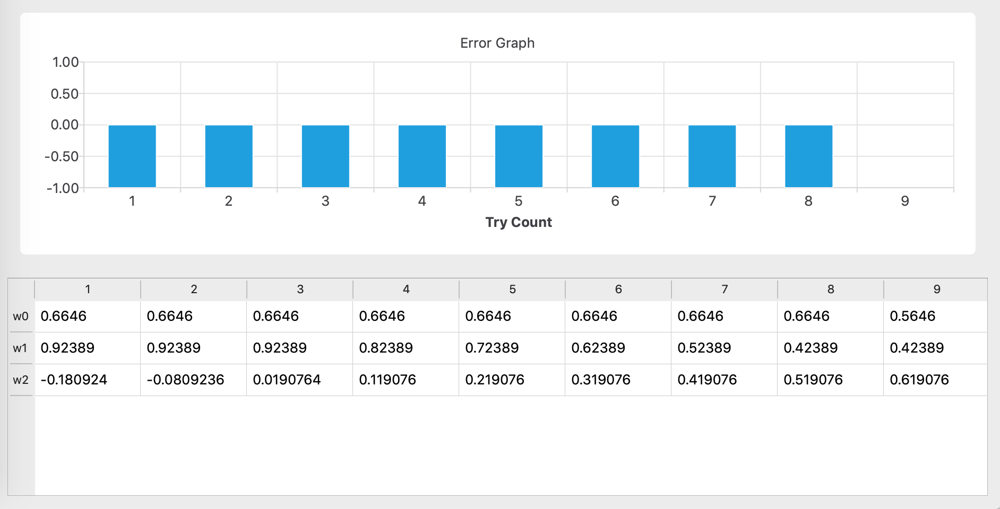 Error Graph
1.00
0.50
0.00
-0.50
-1.00
1 2 3 4 5 6 7 8 9
Try Count
1 2 3 4 5 6 7 8 9
w0 0.6646 0.6646 0.6646 0.6646 0.6646 0.6646 0.6646 0.6646 0.5646
w1 0.92389 0.92389 0.92389 0.82389 0.72389 0.62389 0.52389 0.42389 0.42389
w2 -0.180924 -0.0809236 0.0190764 0.119076 0.219076 0.319076 0.419076 0.519076 0.619076